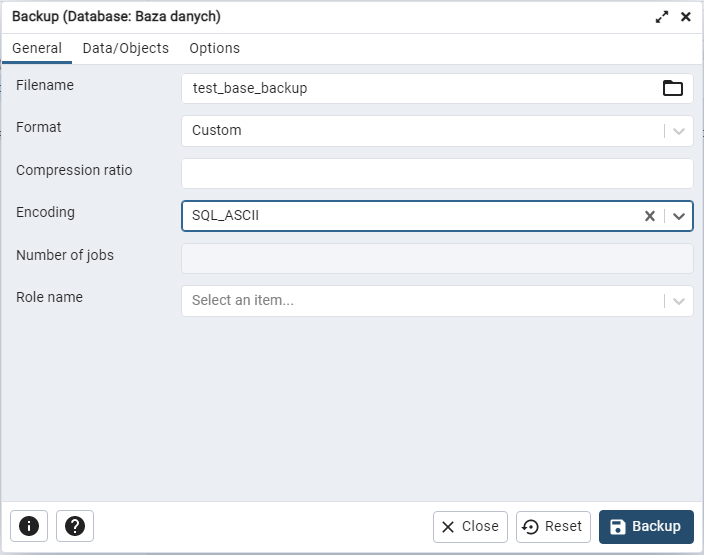 Backup (Database: Baza danych)
General Data/Objects Options
Filename test_base_backup
Format Custom
Compression ratio
Encoding SQL_ASCII
Number of jobs
Role name Select an item...
Close Reset Backup